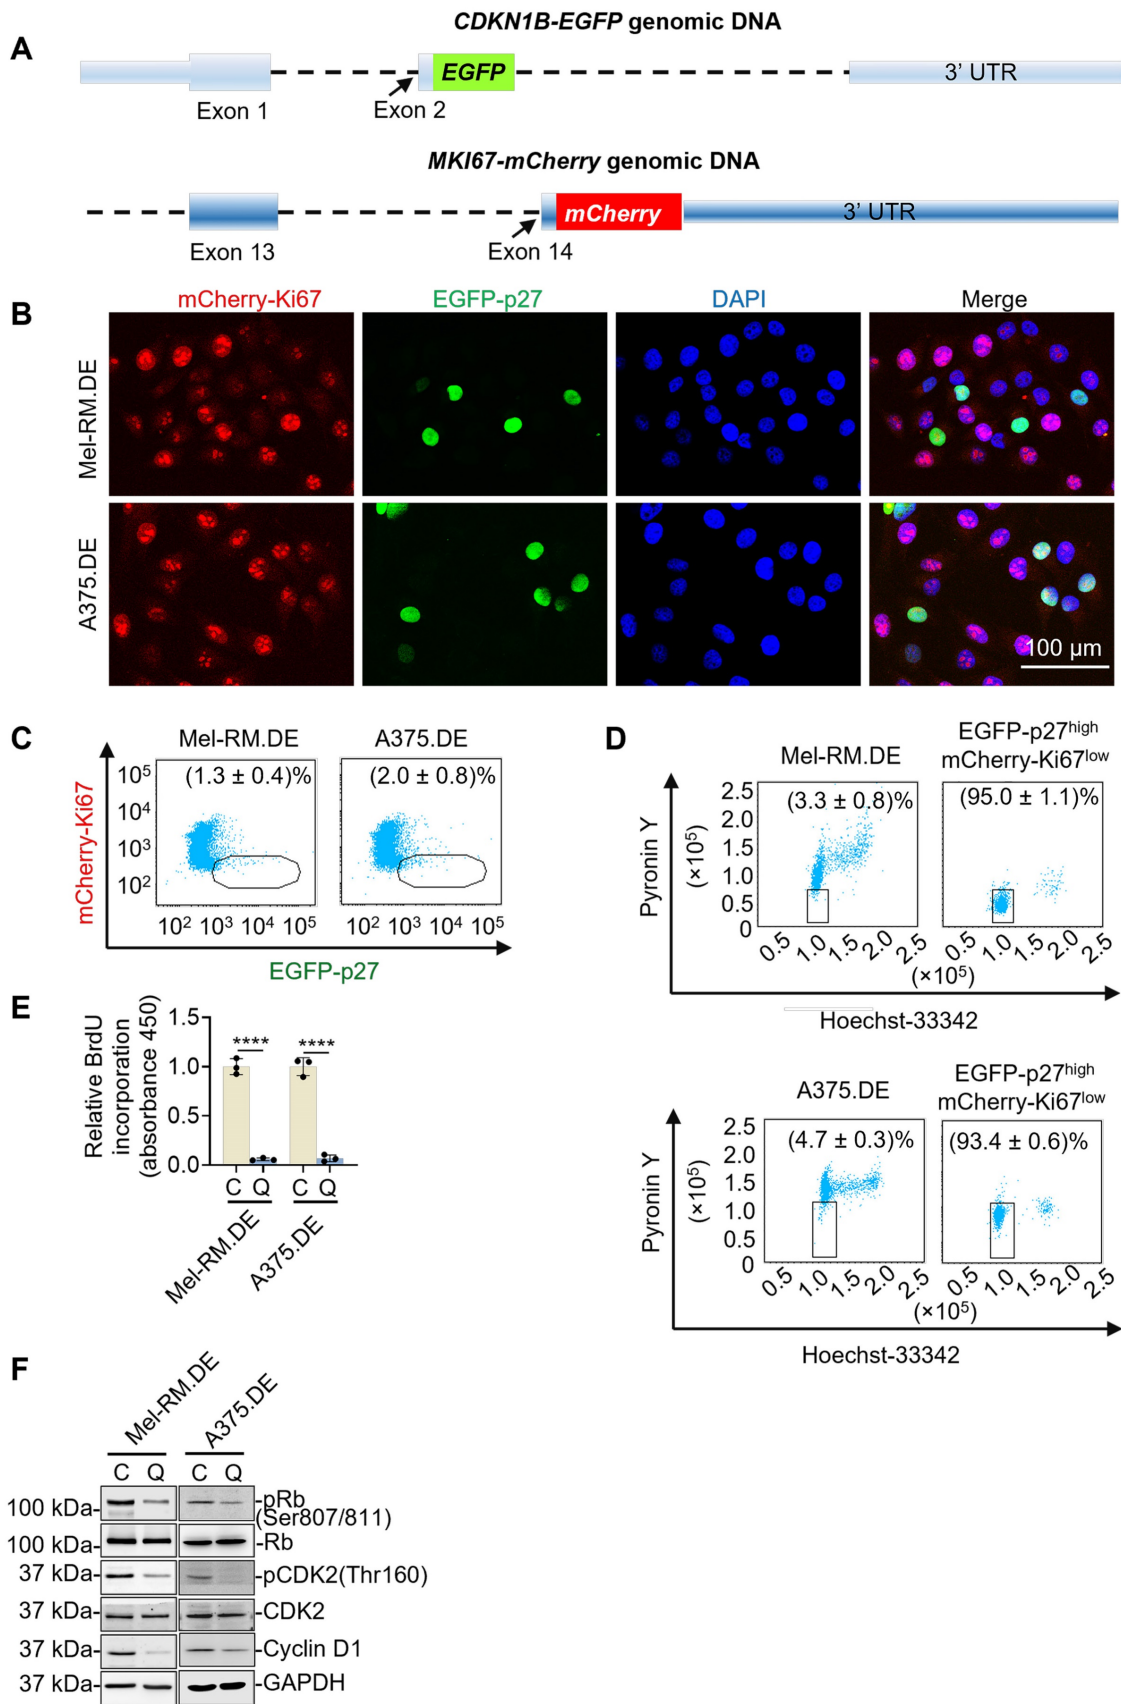 A
CDKN1B-EGFP genomic DNA
EGFP
3’ UTR
Exon 1
Exon 2
MKI67-mCherry genomic DNA
mCherry
3’ UTR
Exon 13
Exon 14
B
mCherry-Ki67
EGFP-p27
DAPI
Merge
Mel-RM.DE
A375.DE
100 μm
C
Mel-RM.DE
A375.DE
(1.3 ± 0.4)%
(2.0 ± 0.8)%
mCherry-Ki67
10⁵
10⁴
10³
10²
10² 10³ 10⁴ 10⁵
10² 10³ 10⁴ 10⁵
EGFP-p27
D
Mel-RM.DE
EGFP-p27ʰⁱᵍʰ
mCherry-Ki67ˡᵒʷ
(3.3 ± 0.8)%
(95.0 ± 1.1)%
Pyronin Y
(×10⁵)
2.5
2.0
1.5
1.0
0.5
0
0.5 1.0 1.5 2.0 2.5
0.5 1.0 1.5 2.0 2.5
(×10⁵)
Hoechst-33342
A375.DE
EGFP-p27ʰⁱᵍʰ
mCherry-Ki67ˡᵒʷ
(4.7 ± 0.3)%
(93.4 ± 0.6)%
Pyronin Y
(×10⁵)
2.5
2.0
1.5
1.0
0.5
0
0.5 1.0 1.5 2.0 2.5
0.5 1.0 1.5 2.0 2.5
(×10⁵)
Hoechst-33342
E
Relative BrdU
incorporation
(absorbance 450)
1.5
1.0
0.5
0.0
**** ****
C Q C Q
Mel-RM.DE
A375.DE
F
Mel-RM.DE
A375.DE
C Q C Q
100 kDa- -pRb
(Ser807/811)
100 kDa- -Rb
37 kDa- -pCDK2(Thr160)
37 kDa- -CDK2
37 kDa- -Cyclin D1
37 kDa- -GAPDH